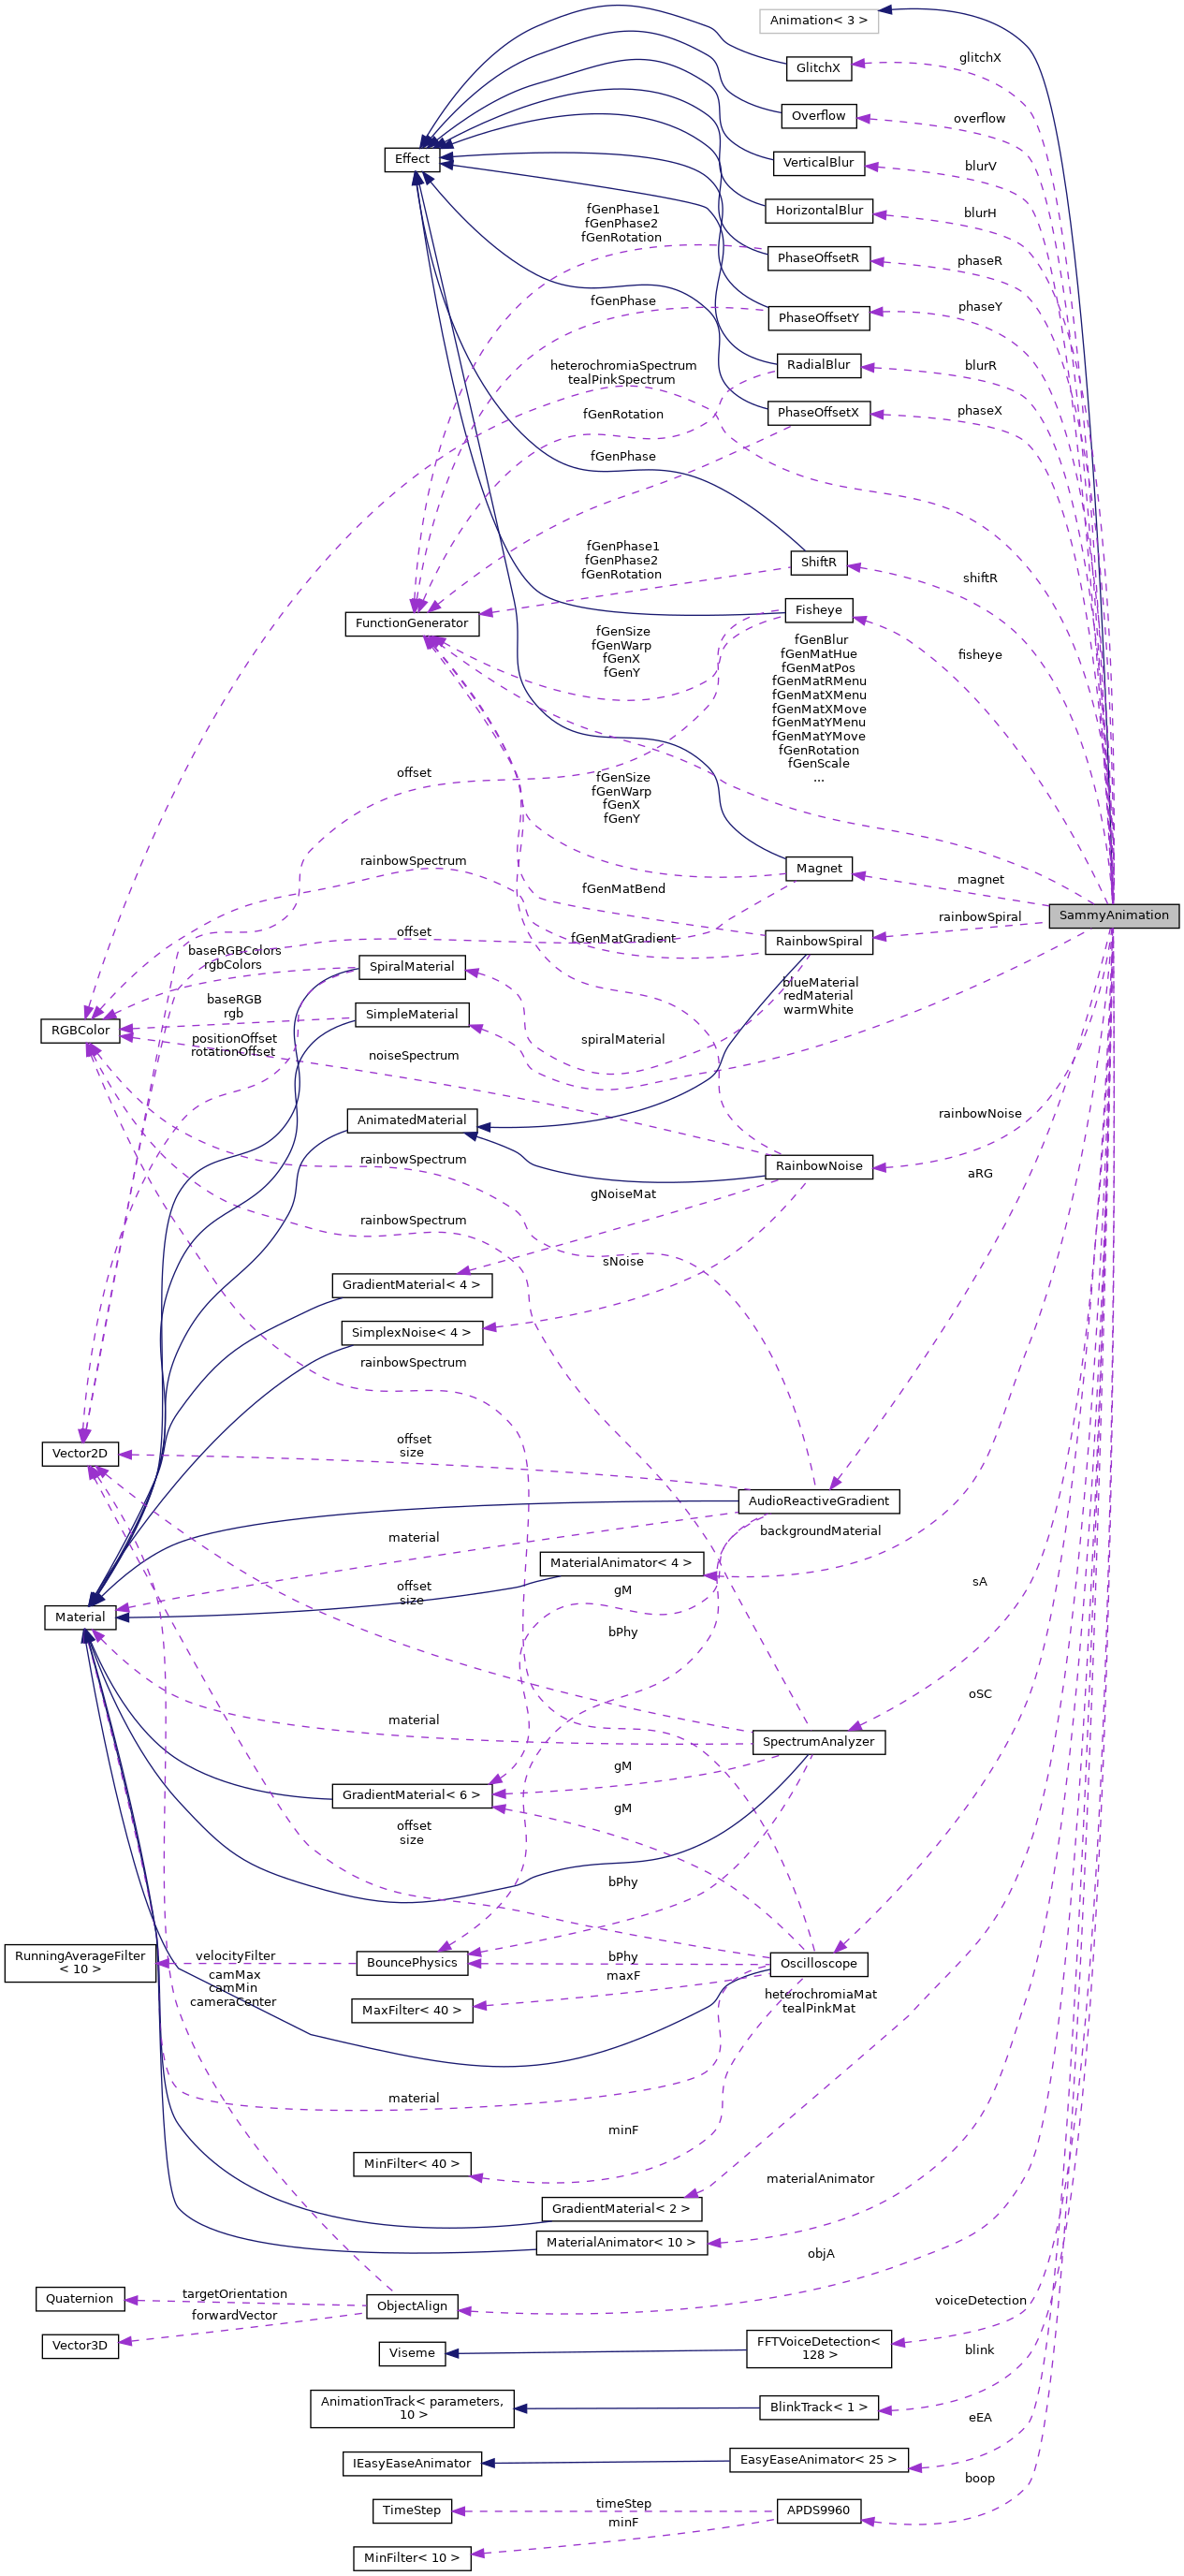 Animation< 3 >
glitchX
GlitchX
overflow
Overflow
Effect
blurV
VerticalBlur
fGenPhase1
fGenPhase2
fGenRotation
blurH
HorizontalBlur
phaseR
PhaseOffsetR
fGenPhase
phaseY
PhaseOffsetY
heterochromiaSpectrum
tealPinkSpectrum
blurR
RadialBlur
fGenRotation
phaseX
PhaseOffsetX
fGenPhase
fGenPhase1
fGenPhase2
fGenRotation
ShiftR
shiftR
FunctionGenerator
Fisheye
fisheye
fGenSize
fGenWarp
fGenX
fGenY
fGenBlur
fGenMatHue
fGenMatPos
fGenMatRMenu
fGenMatXMenu
fGenMatXMove
fGenMatYMenu
fGenMatYMove
fGenRotation
fGenScale
...
offset
fGenSize
fGenWarp
fGenX
fGenY
rainbowSpectrum
Magnet
magnet
fGenMatBend
SammyAnimation
rainbowSpiral
offset
fGenMatGradient
RainbowSpiral
baseRGBColors
rgbColors
SpiralMaterial
blueMaterial
redMaterial
warmWhite
baseRGB
rgb
SimpleMaterial
RGBColor
positionOffset
rotationOffset
noiseSpectrum
spiralMaterial
AnimatedMaterial
rainbowNoise
rainbowSpectrum
RainbowNoise
aRG
gNoiseMat
rainbowSpectrum
sNoise
GradientMaterial< 4 >
SimplexNoise< 4 >
rainbowSpectrum
Vector2D
offset
size
AudioReactiveGradient
material
backgroundMaterial
MaterialAnimator< 4 >
offset
size
gM
sA
Material
bPhy
oSC
material
SpectrumAnalyzer
gM
GradientMaterial< 6 >
gM
offset
size
bPhy
RunningAverageFilter
< 10 >
velocityFilter
BouncePhysics
bPhy
Oscilloscope
camMax
camMin
cameraCenter
maxF
MaxFilter< 40 >
heterochromiaMat
tealPinkMat
material
minF
MinFilter< 40 >
materialAnimator
GradientMaterial< 2 >
MaterialAnimator< 10 >
objA
Quaternion
targetOrientation
ObjectAlign
voiceDetection
forwardVector
Vector3D
Viseme
FFTVoiceDetection<
128 >
blink
AnimationTrack< parameters,
10 >
BlinkTrack< 1 >
eEA
IEasyEaseAnimator
EasyEaseAnimator< 25 >
boop
TimeStep
timeStep
APDS9960
minF
MinFilter< 10 >